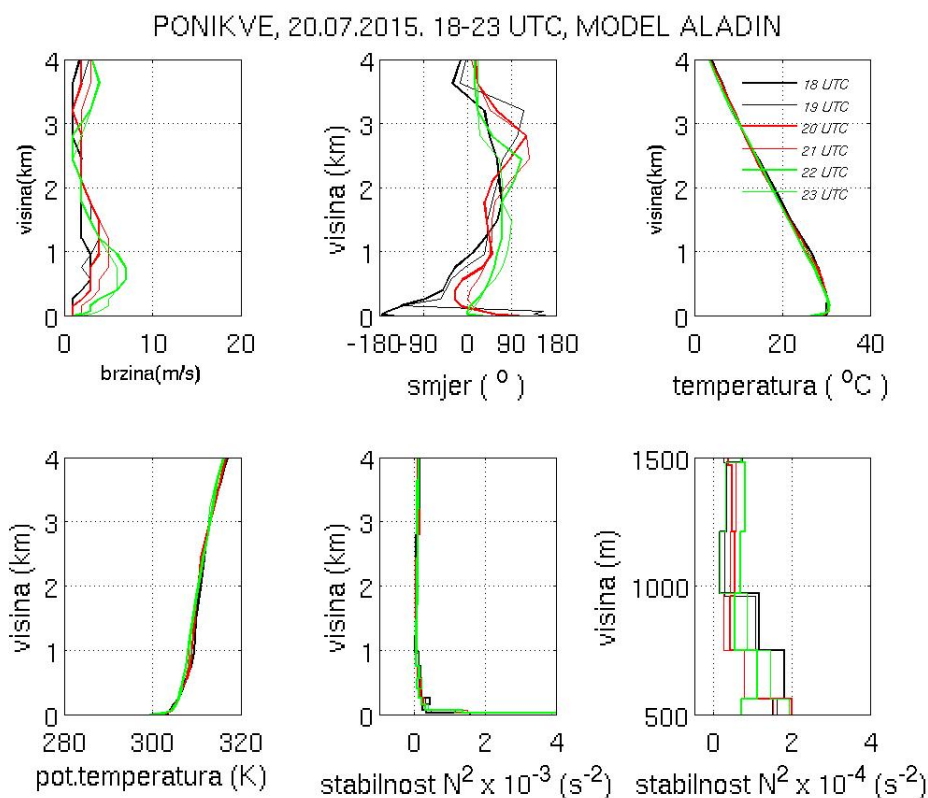 PONIKVE, 20.07.2015. 18-23 UTC, MODEL ALADIN
4
3
2
1
0
visina(km)
0 10 20
brzina(m/s)
4
3
2
1
0
visina (km)
-180 -90 0 90 180
smjer ( o )
4
3
2
1
0
visina(km)
0 20 40
temperatura ( oC )
18 UTC
19 UTC
20 UTC
21 UTC
22 UTC
23 UTC
4
3
2
1
0
visina (km)
280 300 320
pot.temperatura (K)
4
3
2
1
0
visina (km)
0 2 4
stabilnost N2 x 10-3 (s-2)
1500
1000
500
visina (m)
0 2 4
stabilnost N2 x 10-4 (s-2)